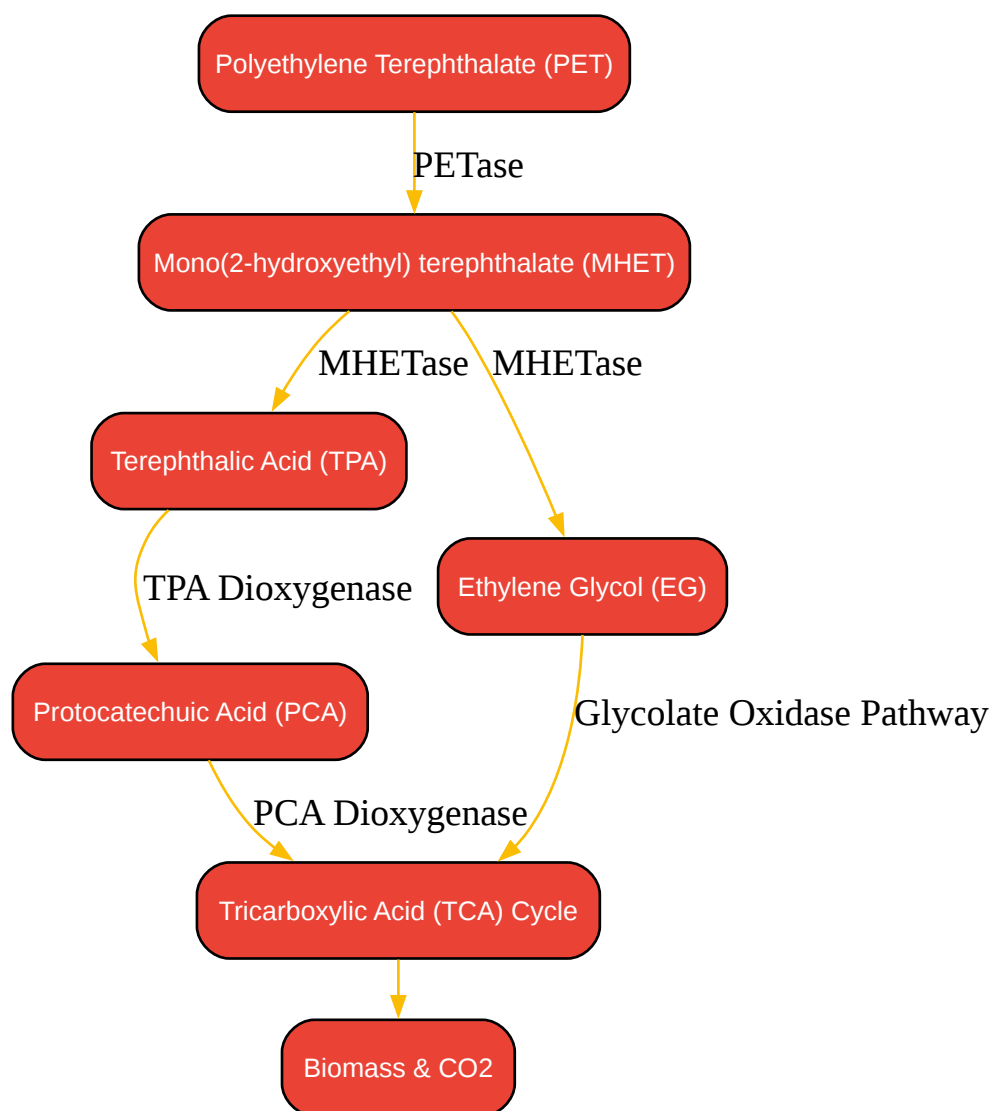 Polyethylene Terephthalate (PET)
PETase
Mono(2-hydroxyethyl) terephthalate (MHET)
MHETase
MHETase
Terephthalic Acid (TPA)
TPA Dioxygenase
Ethylene Glycol (EG)
Protocatechuic Acid (PCA)
Glycolate Oxidase Pathway
PCA Dioxygenase
Tricarboxylic Acid (TCA) Cycle
Biomass & CO2